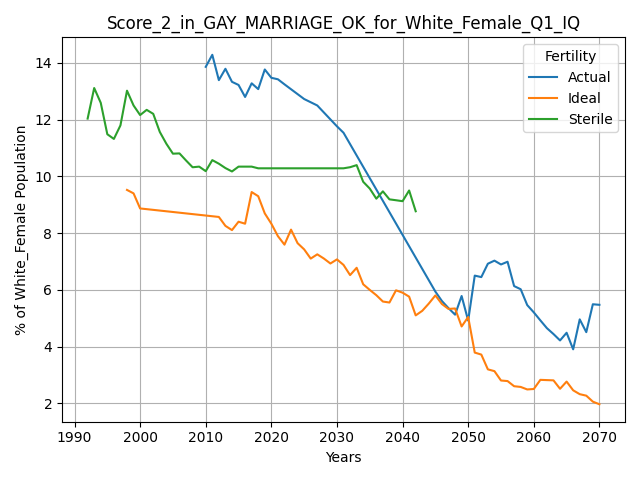 Score_2_in_GAY_MARRIAGE_OK_for_White_Female_Q1_IQ
Fertility
Actual
Ideal
Sterile
% of White_Female Population
14
12
10
8
6
4
2
1990 2000 2010 2020 2030 2040 2050 2060 2070
Years